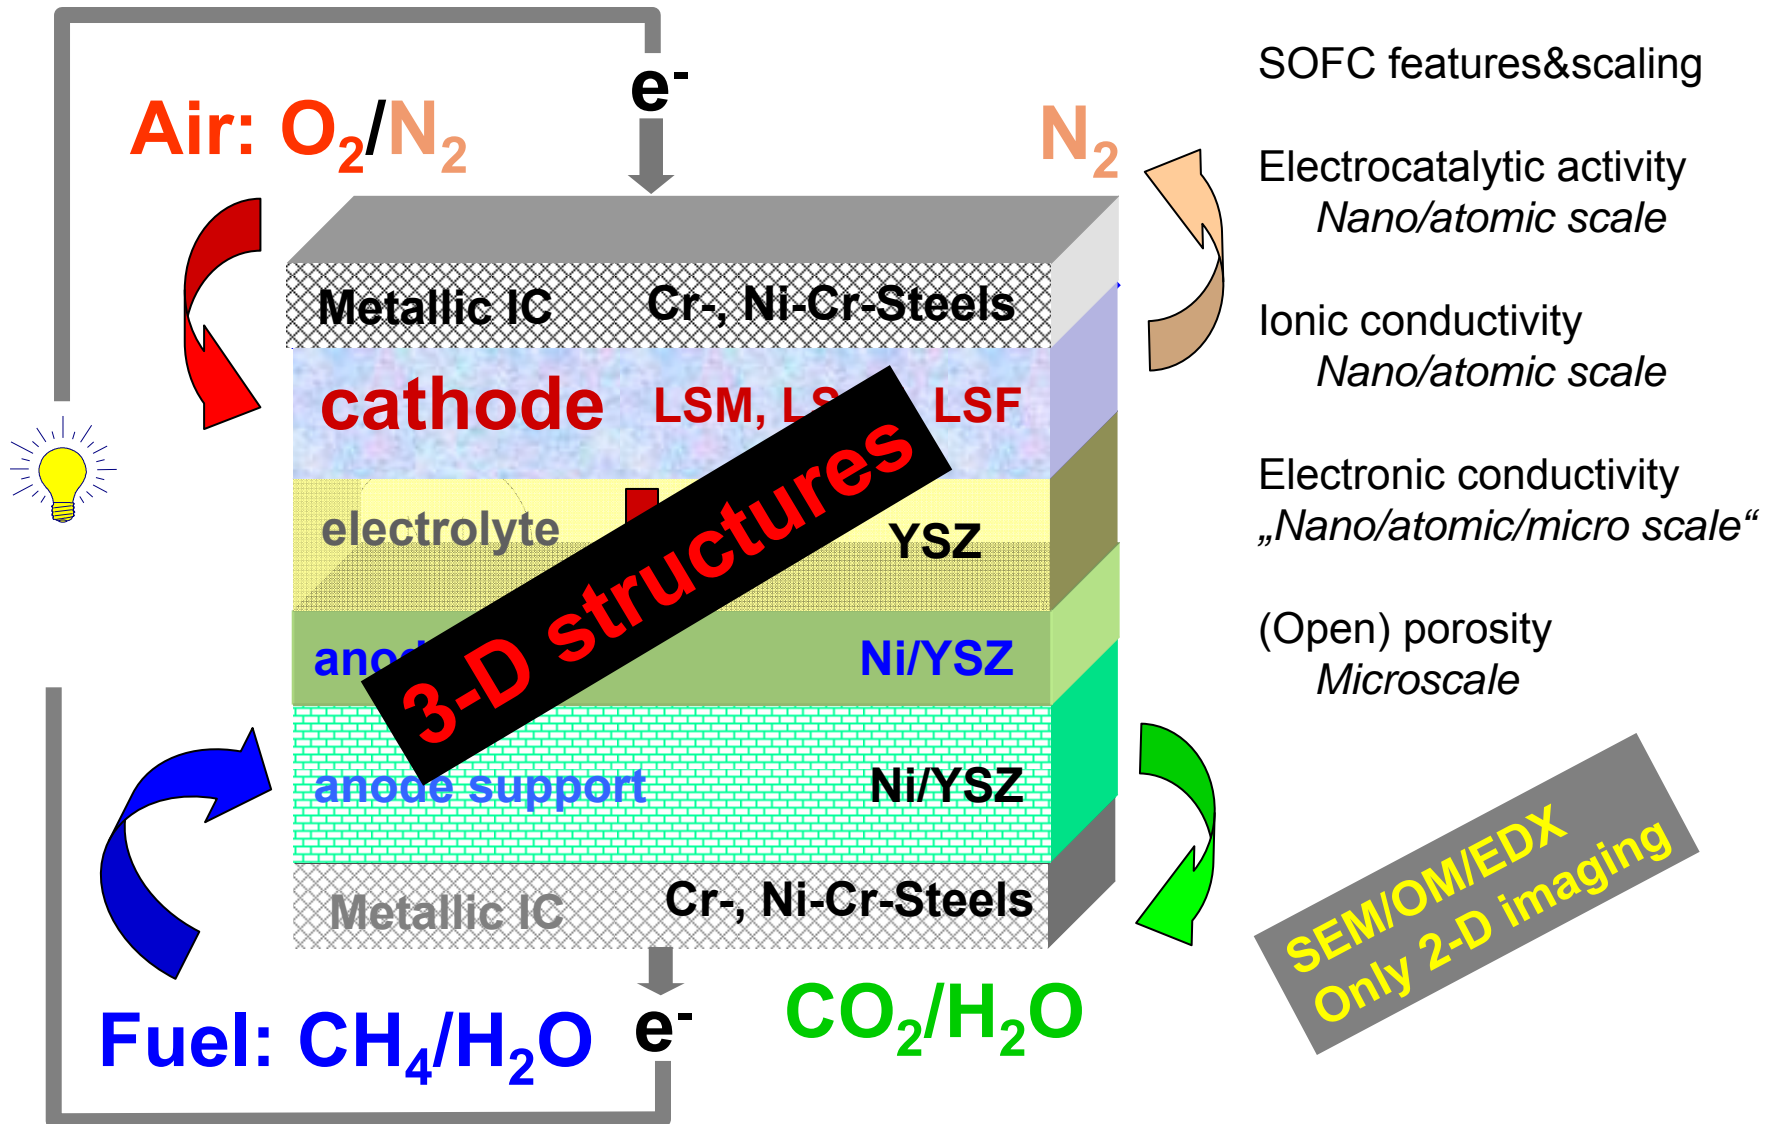 e-
Air: O2/N2
N2
Metallic IC Cr-, Ni-Cr-Steels
cathode LSM, LSF
electrolyte YSZ
Ni/YSZ
3-D structures
anode support Ni/YSZ
Metallic IC Cr-, Ni-Cr-Steels
Fuel: CH4/H2O
e-
CO2/H2O
SOFC features&scaling
Electrocatalytic activity
Nano/atomic scale
Ionic conductivity
Nano/atomic scale
Electronic conductivity
„Nano/atomic/micro scale“
(Open) porosity
Microscale
SEM/OM/EDX
Only 2-D imaging